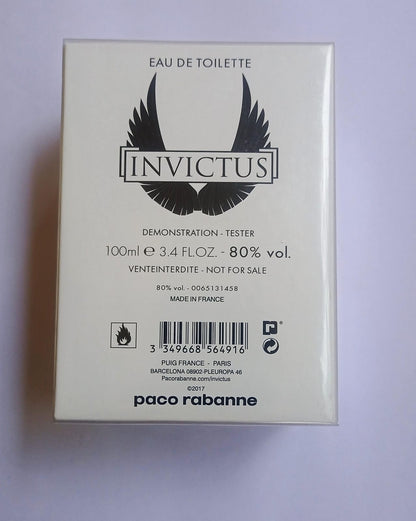 EAU DE TOILETTE
INVICTUS
DEMONSTRATION - TESTER
100ml ℮ 3.4 FL.OZ. - 80% vol.
VENTEINTERDITE - NOT FOR SALE
80% vol. - 0065131458
MADE IN FRANCE
3 349668 564916
PUIG FRANCE - PARIS
BARCELONA 08902-PLEUROPA 46
Pacorabanne.com/invictus
©2017
paco rabanne